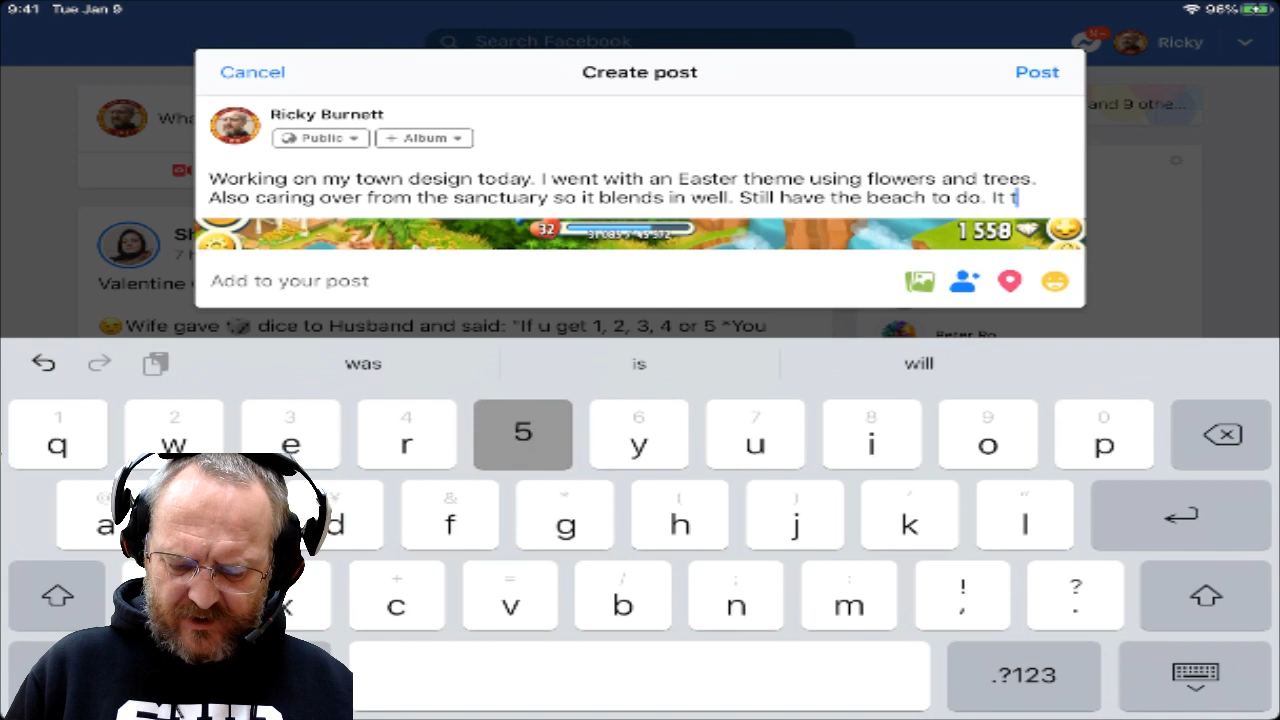 9:41 Tue Jan 9
96%
Search Facebook
Ricky
Cancel
Create post
Post
and 9 othe...
Ricky Burnett
Public
+ Album
Working on my town design today. I went with an Easter theme using flowers and trees.
Also caring over from the sanctuary so it blends in well. Still have the beach to do. It t
32
1 558
Add to your post
Valentine
Wife gave dice to Husband and said: "If u get 1, 2, 3, 4 or 5 *You
was is will
1 2 3 4 5 6 7 8 9 0
q w e r y u i o p
& * ( ) ' "
a d f g h j k l
+ = / ; : ! ?
x c v b n m , .
.?123